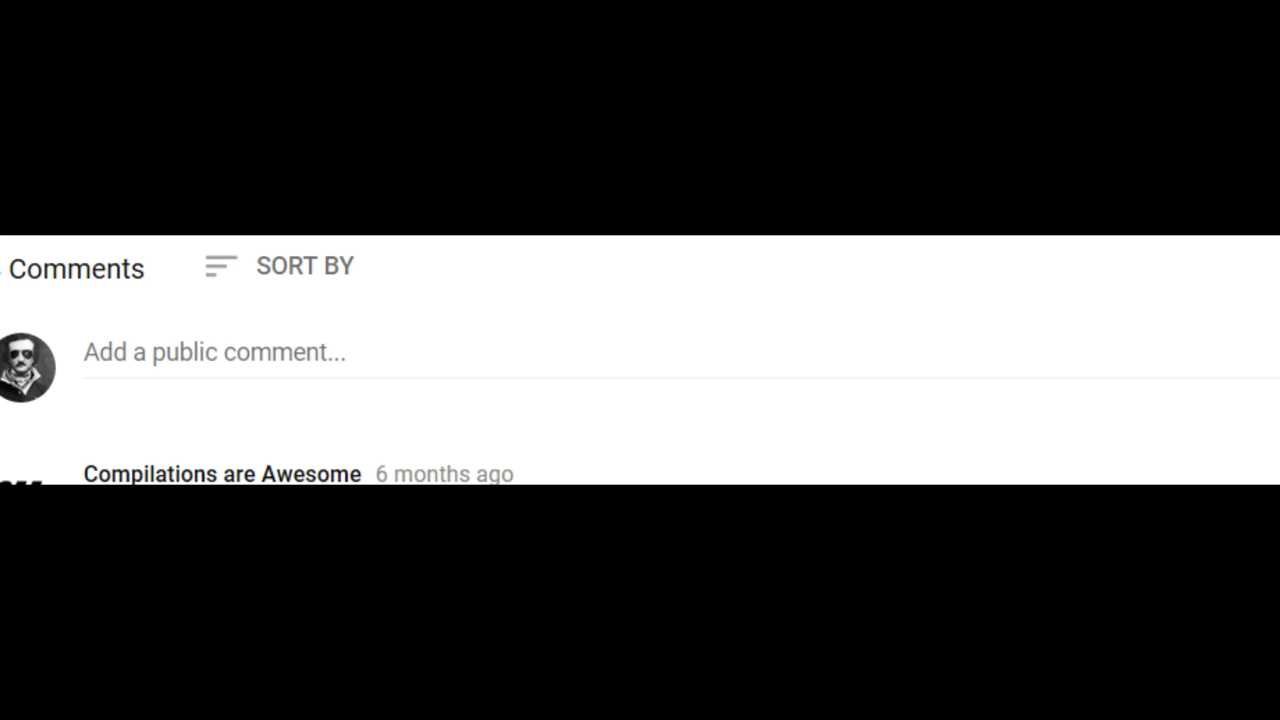 Comments SORT BY
Add a public comment...
Compilations are Awesome 6 months ago